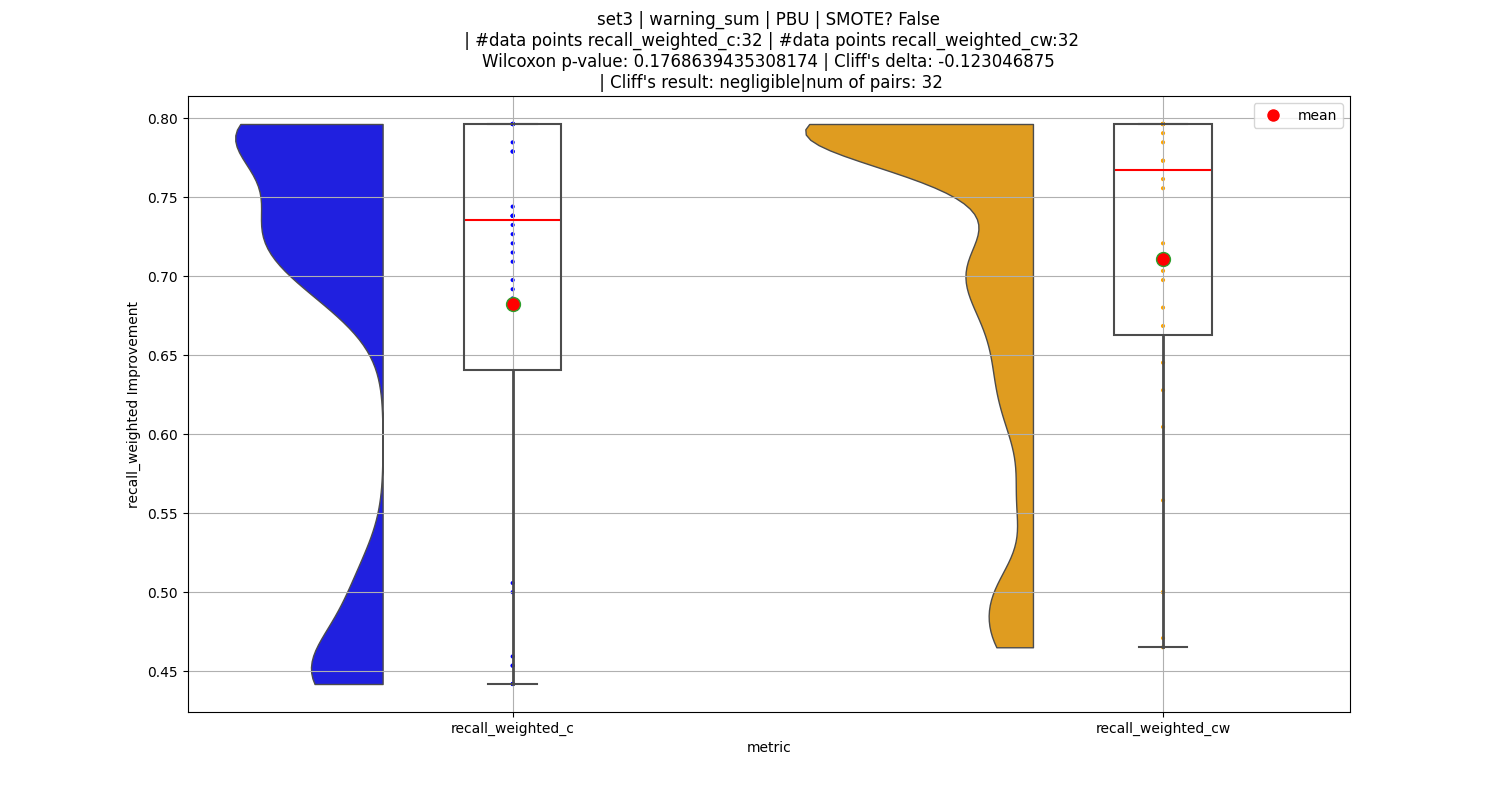 set3 | warning_sum | PBU | SMOTE? False
| #data points recall_weighted_c:32 | #data points recall_weighted_cw:32
Wilcoxon p-value: 0.1768639435308174 | Cliff's delta: -0.123046875
| Cliff's result: negligible|num of pairs: 32
mean
0.80
0.75
0.70
0.65
0.60
0.55
0.50
0.45
recall_weighted Improvement
recall_weighted_c
recall_weighted_cw
metric